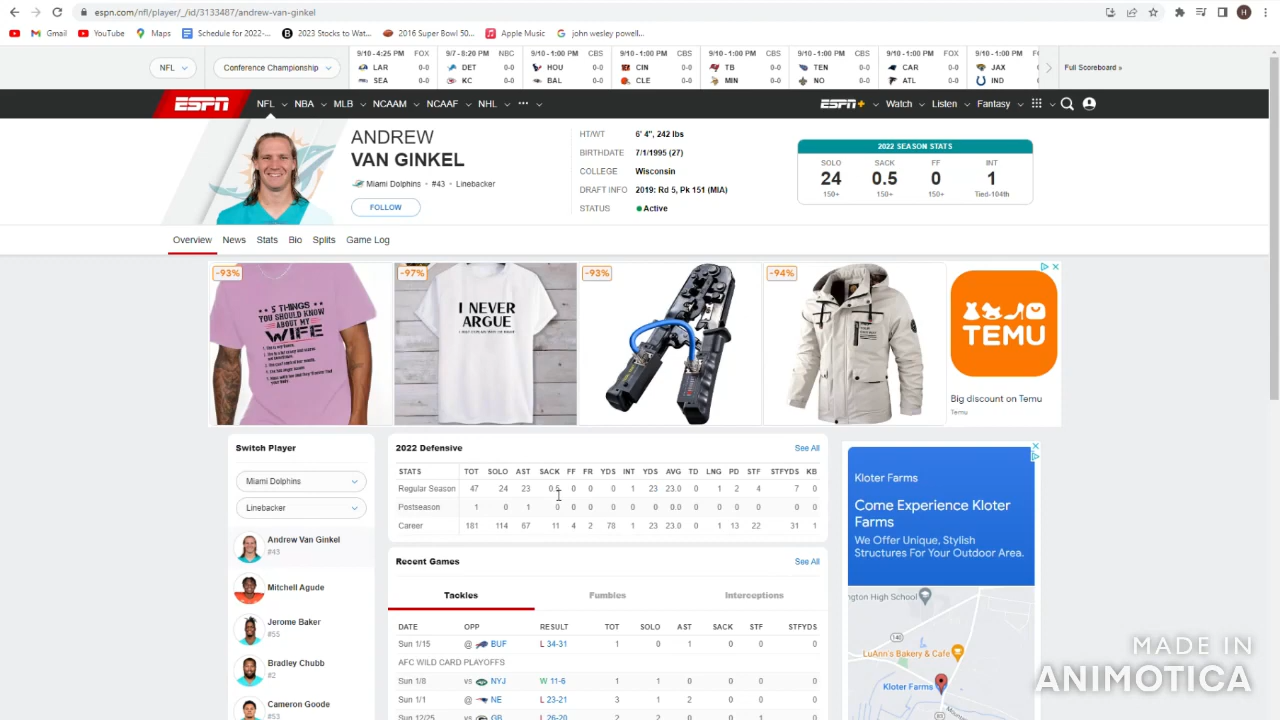 espn.com/nfl/player/_/id/3133487/andrew-van-ginkel
Gmail YouTube Maps Schedule for 2022-... 2023 Stocks to Wat... 2016 Super Bowl 50... Apple Music john wesley powell...
NFL Conference Championship
9/10 - 4:25 PM FOX 9/7 - 8:20 PM NBC 9/10 - 1:00 PM CBS 9/10 - 1:00 PM CBS 9/10 - 1:00 PM CBS 9/10 - 1:00 PM CBS 9/10 - 1:00 PM FOX 9/10 - 1:00 PM
LAR 0-0 DET 0-0 HOU 0-0 CIN 0-0 TB 0-0 TEN 0-0 CAR 0-0 JAX
SEA 0-0 KC 0-0 BAL 0-0 CLE 0-0 MIN 0-0 NO 0-0 ATL 0-0 IND
Full Scoreboard »
ESPN NFL NBA MLB NCAAM NCAAF NHL ••• ESPN+ Watch Listen Fantasy
ANDREW
VAN GINKEL
Miami Dolphins • #43 • Linebacker
FOLLOW
HT/WT 6' 4", 242 lbs
BIRTHDATE 7/1/1995 (27)
COLLEGE Wisconsin
DRAFT INFO 2019: Rd 5, Pk 151 (MIA)
STATUS Active
2022 SEASON STATS
SOLO SACK FF INT
24 0.5 0 1
150+ 150+ 150+ Tied-104th
Overview News Stats Bio Splits Game Log
-93% -97% -93% -94%
5 THINGS
YOU SHOULD KNOW
ABOUT MY
WIFE
I NEVER
ARGUE
TEMU
Big discount on Temu
Temu
Switch Player
Miami Dolphins
Linebacker
Andrew Van Ginkel
#43
Mitchell Agude
Jerome Baker
#55
Bradley Chubb
#2
Cameron Goode
#53
2022 Defensive See All
STATS TOT SOLO AST SACK FF FR YDS INT YDS AVG TD LNG PD STF STFYDS KB
Regular Season 47 24 23 0.5 0 0 0 1 23 23.0 0 1 2 4 7 0
Postseason 1 0 1 0 0 0 0 0 0 0.0 0 0 0 0 0 0
Career 181 114 67 11 4 2 78 1 23 23.0 0 1 13 22 31 1
Recent Games See All
Tackles Fumbles Interceptions
DATE OPP RESULT TOT SOLO AST SACK STF STFYDS
Sun 1/15 @ BUF L 34-31 1 0 1 0 0 0
AFC WILD CARD PLAYOFFS
Sun 1/8 vs NYJ W 11-6 1 1 0 0 0 0
Sun 1/1 @ NE L 23-21 3 1 2 0 0 0
Sun 12/25 vs GB L 26-20 2 2 0 0 1 0
Kloter Farms
Come Experience Kloter
Farms
We Offer Unique, Stylish
Structures For Your Outdoor Area.
ngton High School
140
LuAnn's Bakery & Cafe
Kloter Farms
83
MADE IN
ANIMOTICA